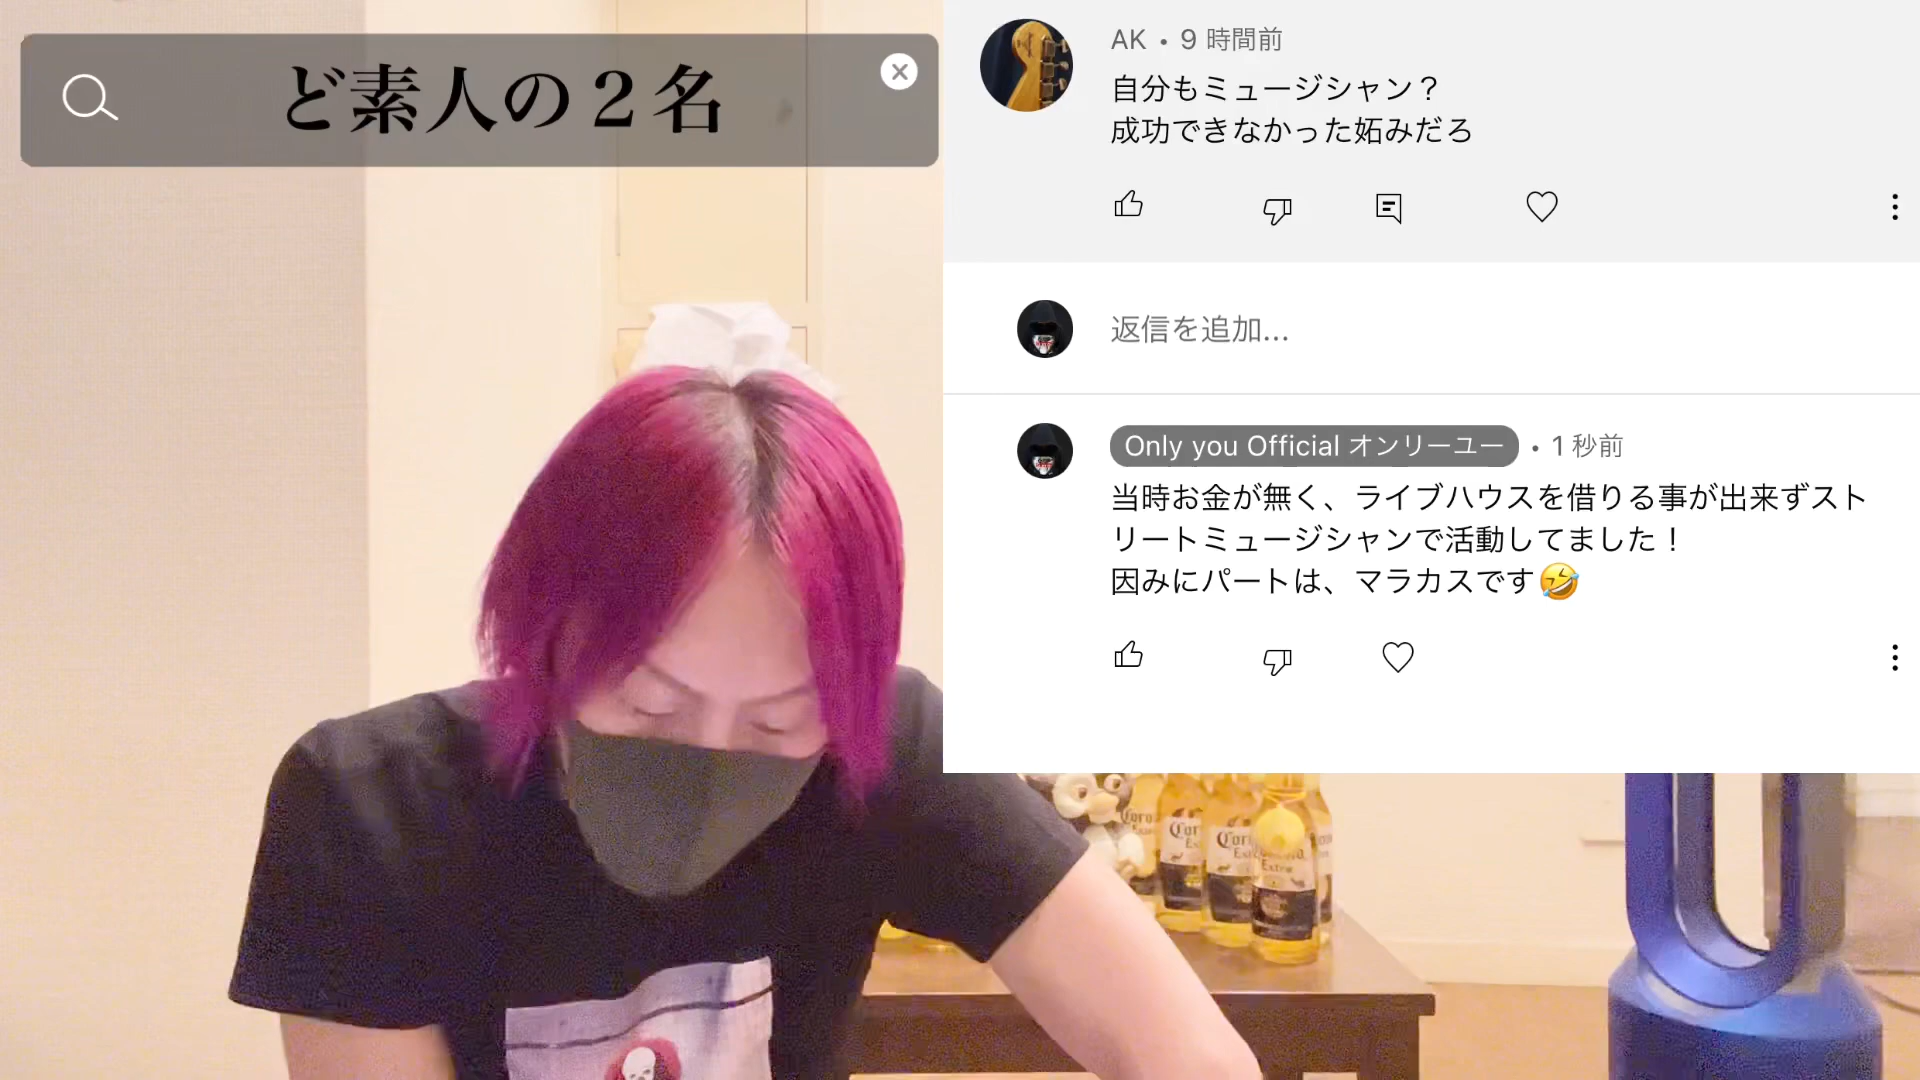 ど素人の２名
AK・9 時間前
自分もミュージシャン？
成功できなかった妬みだろ
返信を追加...
Only you Official オンリーユー・1 秒前
当時お金が無く、ライブハウスを借りる事が出来ずスト
リートミュージシャンで活動してました！
因みにパートは、マラカスです🤣
Corona
Extra